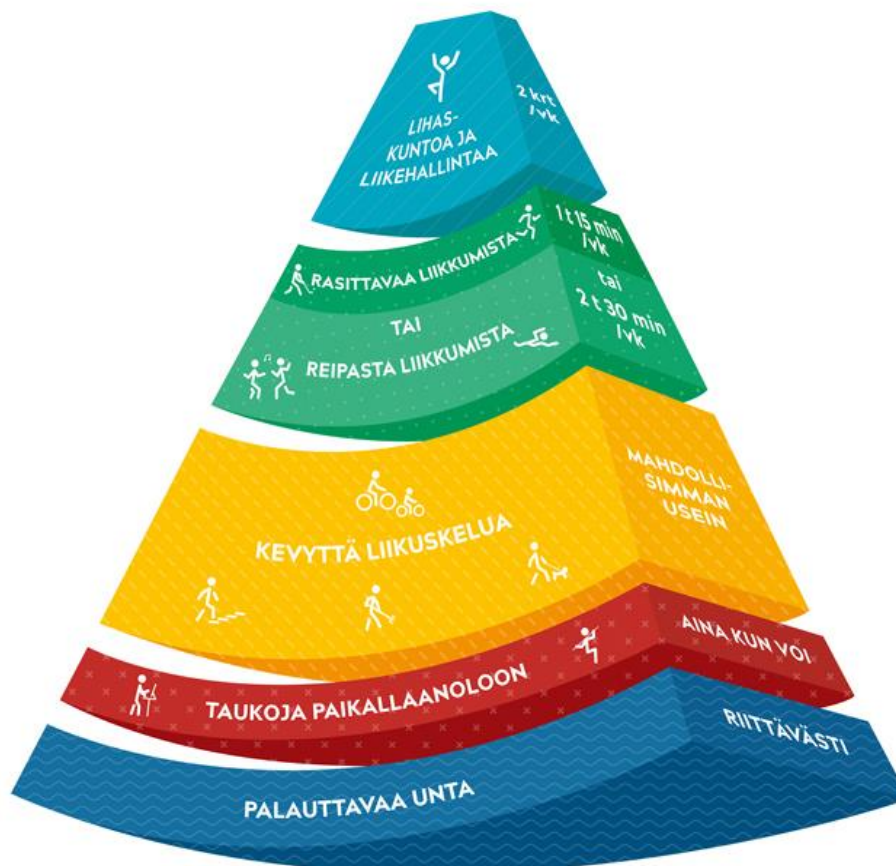 LIHAS-
KUNTOA JA
LIIKEHALLINTAA
2 krt
/vk
RASITTAVAA LIIKKUMISTA
1 t 15 min
/vk
TAI
tai
REIPASTA LIIKKUMISTA
2 t 30 min
/vk
KEVYTTÄ LIIKUSKELUA
MAHDOLLI-
SIMMAN
USEIN
TAUKOJA PAIKALLAANOLOON
AINA KUN VOI
PALAUTTAVAA UNTA
RIITTÄVÄSTI